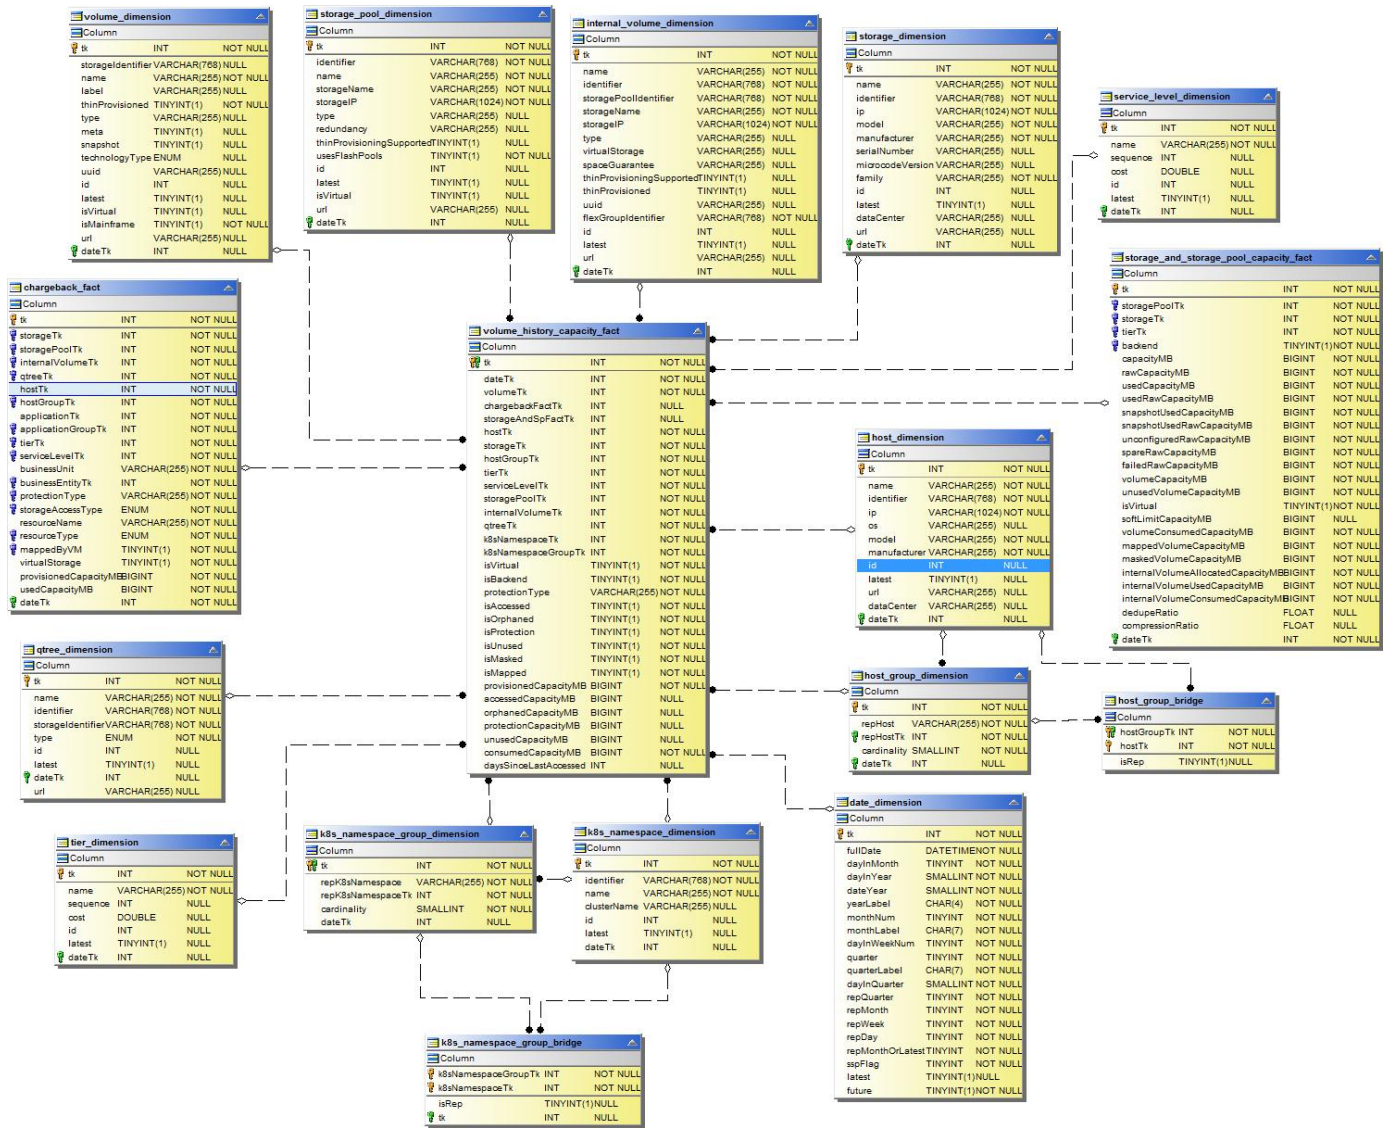 volume_dimension
Column
tk INT NOT NULL
storageIdentifier VARCHAR(768) NULL
name VARCHAR(255) NOT NULL
label VARCHAR(255) NULL
thinProvisioned TINYINT(1) NOT NULL
type VARCHAR(255) NULL
meta TINYINT(1) NULL
snapshot TINYINT(1) NULL
technologyType ENUM NULL
uuid VARCHAR(255) NULL
id INT NULL
latest TINYINT(1) NULL
isVirtual TINYINT(1) NULL
isMainframe TINYINT(1) NOT NULL
url VARCHAR(255) NULL
dateTk INT NULL
storage_pool_dimension
Column
tk INT NOT NULL
identifier VARCHAR(768) NOT NULL
name VARCHAR(255) NOT NULL
storageName VARCHAR(255) NOT NULL
storageIP VARCHAR(1024) NOT NULL
type VARCHAR(255) NULL
redundancy VARCHAR(255) NULL
thinProvisioningSupported TINYINT(1) NULL
usesFlashPools TINYINT(1) NOT NULL
id INT NULL
latest TINYINT(1) NULL
isVirtual TINYINT(1) NULL
url VARCHAR(255) NULL
dateTk INT NULL
internal_volume_dimension
Column
tk INT NOT NULL
name VARCHAR(255) NOT NULL
identifier VARCHAR(768) NOT NULL
storagePoolIdentifier VARCHAR(768) NOT NULL
storageName VARCHAR(255) NOT NULL
storageIP VARCHAR(1024) NOT NULL
type VARCHAR(255) NULL
virtualStorage VARCHAR(255) NULL
spaceGuarantee VARCHAR(255) NULL
thinProvisioningSupported TINYINT(1) NULL
thinProvisioned TINYINT(1) NULL
uuid VARCHAR(255) NULL
flexGroupIdentifier VARCHAR(768) NOT NULL
id INT NULL
latest TINYINT(1) NULL
url VARCHAR(255) NULL
dateTk INT NULL
storage_dimension
Column
tk INT NOT NULL
name VARCHAR(255) NOT NULL
identifier VARCHAR(768) NOT NULL
ip VARCHAR(1024) NOT NULL
model VARCHAR(255) NOT NULL
manufacturer VARCHAR(255) NOT NULL
serialNumber VARCHAR(255) NULL
microcodeVersion VARCHAR(255) NULL
family VARCHAR(255) NOT NULL
id INT NULL
latest TINYINT(1) NULL
dataCenter VARCHAR(255) NULL
url VARCHAR(255) NULL
dateTk INT NULL
service_level_dimension
Column
tk INT NOT NULL
name VARCHAR(255) NOT NULL
sequence INT NULL
cost DOUBLE NULL
id INT NULL
latest TINYINT(1) NULL
dateTk INT NULL
chargeback_fact
Column
tk INT NOT NULL
storageTk INT NOT NULL
storagePoolTk INT NOT NULL
internalVolumeTk INT NOT NULL
qtreeTk INT NOT NULL
hostTk INT NOT NULL
hostGroupTk INT NOT NULL
applicationTk INT NOT NULL
applicationGroupTk INT NOT NULL
tierTk INT NOT NULL
serviceLevelTk INT NOT NULL
businessUnit VARCHAR(255) NOT NULL
businessEntityTk INT NOT NULL
protectionType VARCHAR(255) NOT NULL
storageAccessType ENUM NOT NULL
resourceName VARCHAR(255) NOT NULL
resourceType ENUM NOT NULL
mappedByVM TINYINT(1) NOT NULL
virtualStorage TINYINT(1) NOT NULL
provisionedCapacityMB BIGINT NOT NULL
usedCapacityMB BIGINT NOT NULL
dateTk INT NOT NULL
volume_history_capacity_fact
Column
tk INT NOT NULL
dateTk INT NOT NULL
volumeTk INT NOT NULL
chargebackFactTk INT NULL
storageAndSpFactTk INT NULL
hostTk INT NOT NULL
storageTk INT NOT NULL
hostGroupTk INT NOT NULL
tierTk INT NOT NULL
serviceLevelTk INT NOT NULL
storagePoolTk INT NOT NULL
internalVolumeTk INT NOT NULL
qtreeTk INT NOT NULL
k8sNamespaceTk INT NOT NULL
k8sNamespaceGroupTk INT NOT NULL
isVirtual TINYINT(1) NOT NULL
isBackend TINYINT(1) NOT NULL
protectionType VARCHAR(255) NOT NULL
isAccessed TINYINT(1) NOT NULL
isOrphaned TINYINT(1) NOT NULL
isProtection TINYINT(1) NOT NULL
isUnused TINYINT(1) NOT NULL
isMasked TINYINT(1) NOT NULL
isMapped TINYINT(1) NOT NULL
provisionedCapacityMB BIGINT NOT NULL
accessedCapacityMB BIGINT NULL
orphanedCapacityMB BIGINT NULL
protectionCapacityMB BIGINT NULL
unusedCapacityMB BIGINT NULL
consumedCapacityMB BIGINT NOT NULL
daysSinceLastAccessed INT NULL
storage_and_storage_pool_capacity_fact
Column
tk INT NOT NULL
storagePoolTk INT NOT NULL
storageTk INT NOT NULL
tierTk INT NOT NULL
backend TINYINT(1) NOT NULL
capacityMB BIGINT NOT NULL
rawCapacityMB BIGINT NOT NULL
usedCapacityMB BIGINT NOT NULL
usedRawCapacityMB BIGINT NOT NULL
snapshotUsedCapacityMB BIGINT NOT NULL
snapshotUsedRawCapacityMB BIGINT NOT NULL
unconfiguredRawCapacityMB BIGINT NOT NULL
spareRawCapacityMB BIGINT NOT NULL
failedRawCapacityMB BIGINT NOT NULL
volumeCapacityMB BIGINT NOT NULL
unusedVolumeCapacityMB BIGINT NOT NULL
isVirtual TINYINT(1) NOT NULL
softLimitCapacityMB BIGINT NULL
volumeConsumedCapacityMB BIGINT NOT NULL
mappedVolumeCapacityMB BIGINT NOT NULL
maskedVolumeCapacityMB BIGINT NOT NULL
internalVolumeAllocatedCapacityMB BIGINT NOT NULL
internalVolumeUsedCapacityMB BIGINT NOT NULL
internalVolumeConsumedCapacityMB BIGINT NOT NULL
dedupeRatio FLOAT NULL
compressionRatio FLOAT NULL
dateTk INT NOT NULL
host_dimension
Column
tk INT NOT NULL
name VARCHAR(255) NOT NULL
identifier VARCHAR(768) NOT NULL
ip VARCHAR(1024) NOT NULL
os VARCHAR(255) NULL
model VARCHAR(255) NOT NULL
manufacturer VARCHAR(255) NOT NULL
id INT NULL
latest TINYINT(1) NULL
url VARCHAR(255) NULL
dataCenter VARCHAR(255) NULL
dateTk INT NULL
qtree_dimension
Column
tk INT NOT NULL
name VARCHAR(255) NOT NULL
identifier VARCHAR(768) NOT NULL
storageIdentifier VARCHAR(768) NOT NULL
type ENUM NOT NULL
id INT NULL
latest TINYINT(1) NULL
dateTk INT NULL
url VARCHAR(255) NULL
host_group_dimension
Column
tk INT NOT NULL
repHost VARCHAR(255) NOT NULL
repHostTk INT NOT NULL
cardinality SMALLINT NOT NULL
dateTk INT NULL
host_group_bridge
Column
hostGroupTk INT NOT NULL
hostTk INT NOT NULL
isRep TINYINT(1) NULL
tier_dimension
Column
tk INT NOT NULL
name VARCHAR(255) NOT NULL
sequence INT NULL
cost DOUBLE NULL
id INT NULL
latest TINYINT(1) NULL
dateTk INT NULL
k8s_namespace_group_dimension
Column
tk INT NOT NULL
repK8sNamespace VARCHAR(255) NOT NULL
repK8sNamespaceTk INT NOT NULL
cardinality SMALLINT NOT NULL
dateTk INT NULL
k8s_namespace_dimension
Column
tk INT NOT NULL
identifier VARCHAR(768) NOT NULL
name VARCHAR(255) NOT NULL
clusterName VARCHAR(255) NULL
id INT NULL
latest TINYINT(1) NULL
dateTk INT NULL
date_dimension
Column
tk INT NOT NULL
fullDate DATETIME NOT NULL
dayInMonth TINYINT NOT NULL
dayInYear SMALLINT NOT NULL
dateYear SMALLINT NOT NULL
yearLabel CHAR(4) NOT NULL
monthNum TINYINT NOT NULL
monthLabel CHAR(7) NOT NULL
dayInWeekNum TINYINT NOT NULL
quarter TINYINT NOT NULL
quarterLabel CHAR(7) NOT NULL
dayInQuarter SMALLINT NOT NULL
repQuarter TINYINT NOT NULL
repMonth TINYINT NOT NULL
repWeek TINYINT NOT NULL
repDay TINYINT NOT NULL
repMonthOrLatest TINYINT NOT NULL
sspFlag TINYINT NOT NULL
latest TINYINT(1) NULL
future TINYINT(1) NOT NULL
k8s_namespace_group_bridge
Column
k8sNamespaceGroupTk INT NOT NULL
k8sNamespaceTk INT NOT NULL
isRep TINYINT(1) NULL
tk INT NULL